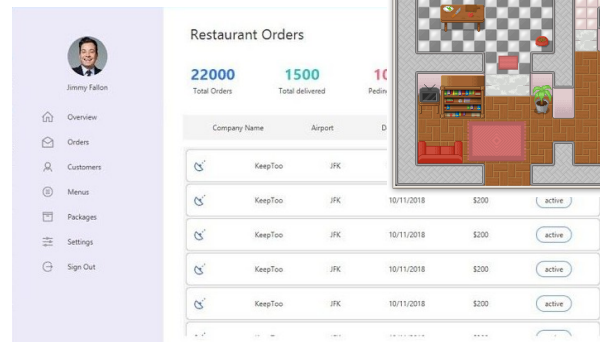 Restaurant Orders
22000 1500 10
Total Orders Total delivered
Jimmy Fallon
Company Name Airport D
Overview
Orders
Customers
Menus
Packages
Settings
Sign Out
KeepToo JFK
KeepToo JFK 10/11/2018 $200 active
KeepToo JFK 10/11/2018 $200 active
KeepToo JFK 10/11/2018 $200 active
KeepToo JFK 10/11/2018 $200 active